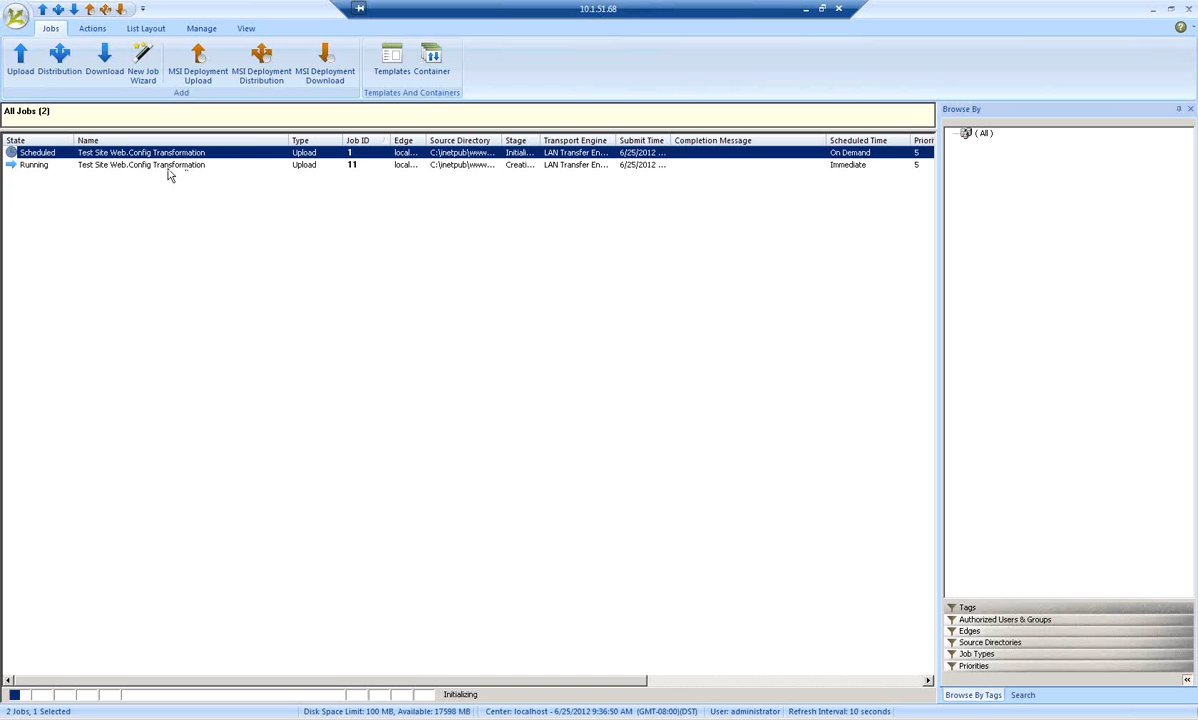 10.1.51.68
Jobs Actions List Layout Manage View
Upload Distribution Download New Job Wizard MSI Deployment Upload MSI Deployment Distribution MSI Deployment Download Templates Container
Add Templates And Containers
All Jobs (2)
Browse By
State Name Type Job ID Edge Source Directory Stage Transport Engine Submit Time Completion Message Scheduled Time Priorit
( All )
Scheduled Test Site Web.Config Transformation Upload 1 local... C:\inetpub\www... Initiali... LAN Transfer En... 6/25/2012 ... On Demand 5
Running Test Site Web.Config Transformation Upload 11 local... C:\inetpub\www... Creati... LAN Transfer En... 6/25/2012 ... Immediate 5
Tags
Authorized Users & Groups
Edges
Source Directories
Job Types
Priorities
Initializing
Browse By Tags Search
2 Jobs, 1 Selected Disk Space Limit: 100 MB, Available: 17598 MB Center: localhost - 6/25/2012 9:36:50 AM (GMT-08:00)(DST) User: administrator Refresh Interval: 10 seconds